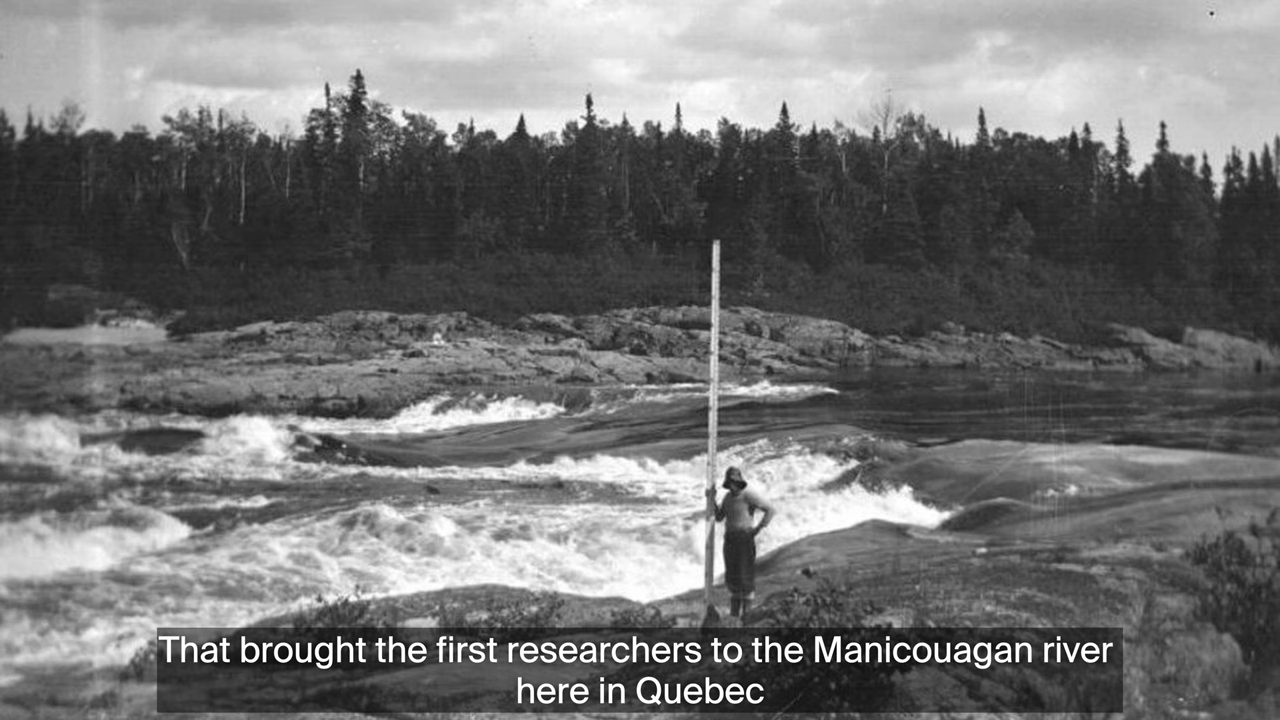 That brought the first researchers to the Manicouagan river
here in Quebec